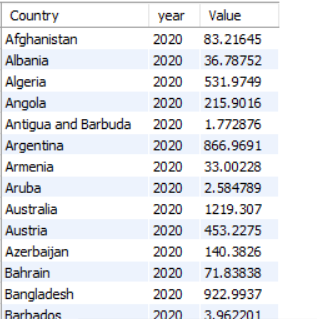 Country year Value
Afghanistan 2020 83.21645
Albania 2020 36.78752
Algeria 2020 531.9749
Angola 2020 215.9016
Antigua and Barbuda 2020 1.772876
Argentina 2020 866.9691
Armenia 2020 33.00228
Aruba 2020 2.584789
Australia 2020 1219.307
Austria 2020 453.2275
Azerbaijan 2020 140.3826
Bahrain 2020 71.83838
Bangladesh 2020 922.9937
Barbados 2020 3.962201